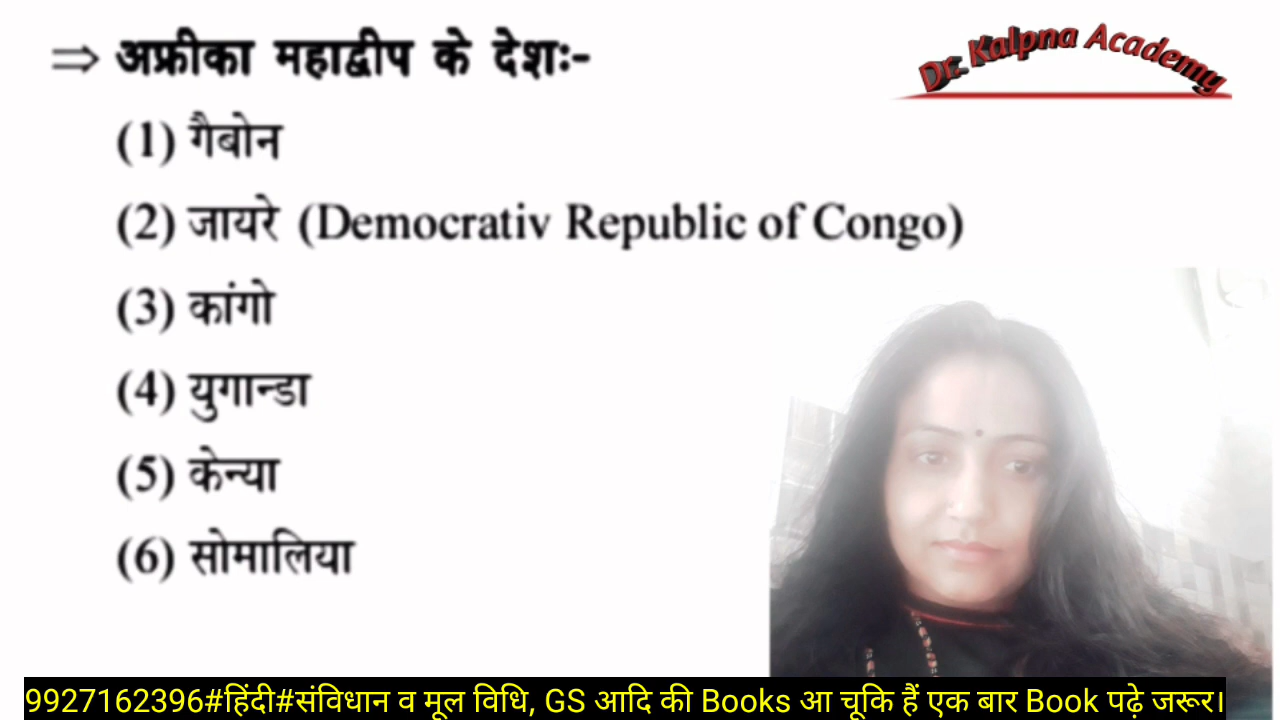 ⇒ अफ्रीका महाद्वीप के देशः-
Dr. Kalpna Academy
(1) गैबोन
(2) जायरे (Democrativ Republic of Congo)
(3) कांगो
(4) युगान्डा
(5) केन्या
(6) सोमालिया
9927162396#हिंदी#संविधान व मूल विधि, GS आदि की Books आ चूकि हैं एक बार Book पढ़े जरूर।